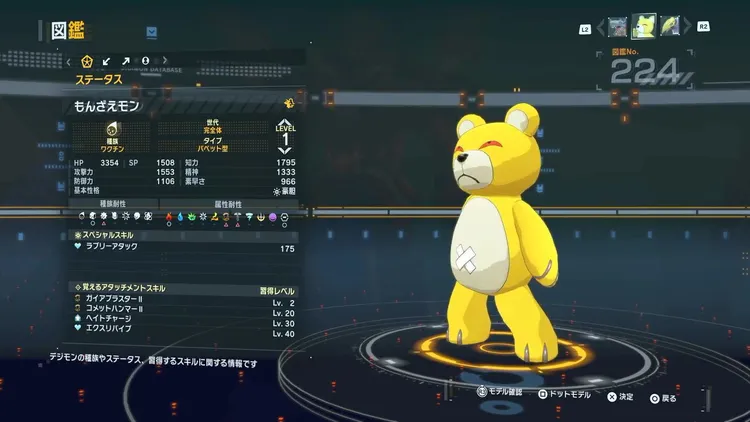 図鑑
L2
R2
図鑑No.
224
ステータス
もんざえモン
種族
ワクチン
世代
完全体
タイプ
パペット型
LEVEL
1
HP 3354 SP 1508 知力 1795
攻撃力 1553 精神 1333
防御力 1106 素早さ 966
基本性格 豪胆
種族耐性 属性耐性
スペシャルスキル
ラブリーアタック 175
覚えるアタッチメントスキル 習得レベル
ガイアブラスターⅡ Lv. 2
コメットハンマーⅡ Lv. 20
ヘイトチャージ Lv. 30
エクスリバイブ Lv. 40
デジモンの種族やステータス、習得するスキルに関する情報です
R3 モデル確認 ドットモデル 決定 戻る